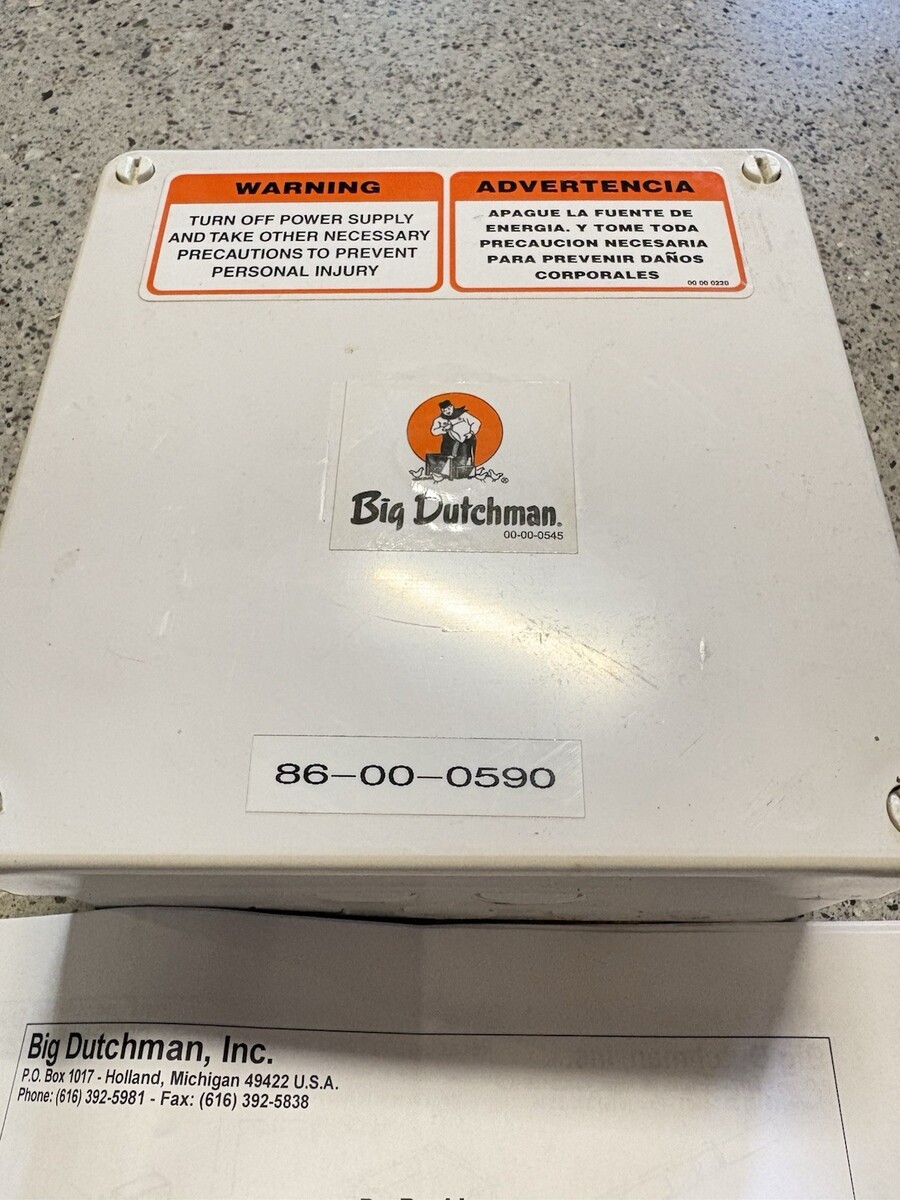 WARNING
TURN OFF POWER SUPPLY
AND TAKE OTHER NECESSARY
PRECAUTIONS TO PREVENT
PERSONAL INJURY
ADVERTENCIA
APAGUE LA FUENTE DE
ENERGIA. Y TOME TODA
PRECAUCION NECESARIA
PARA PREVENIR DAÑOS
CORPORALES
00 00 0220
Big Dutchman®
00-00-0545
86-00-0590
Big Dutchman, Inc.
P.O. Box 1017 - Holland, Michigan 49422 U.S.A.
Phone: (616) 392-5981 - Fax: (616) 392-5838